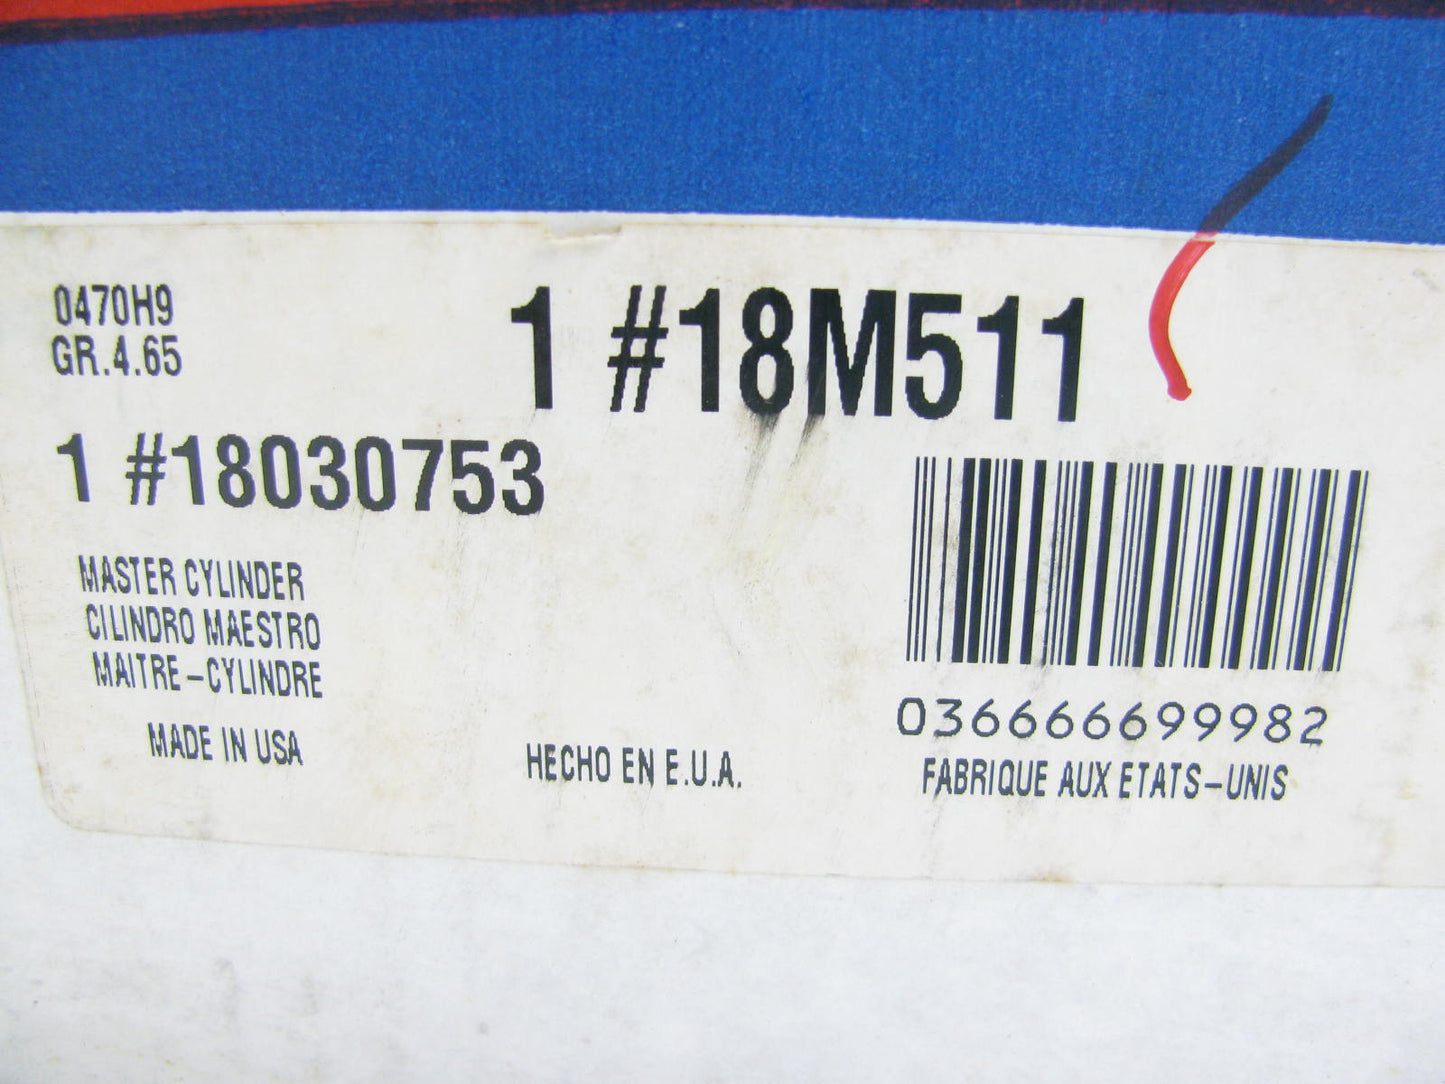 0470H9
GR.4.65
1 #18M511
1 #18030753
MASTER CYLINDER
CILINDRO MAESTRO
MAITRE-CYLINDRE
036666699982
MADE IN USA
HECHO EN E.U.A.
FABRIQUE AUX ETATS-UNIS